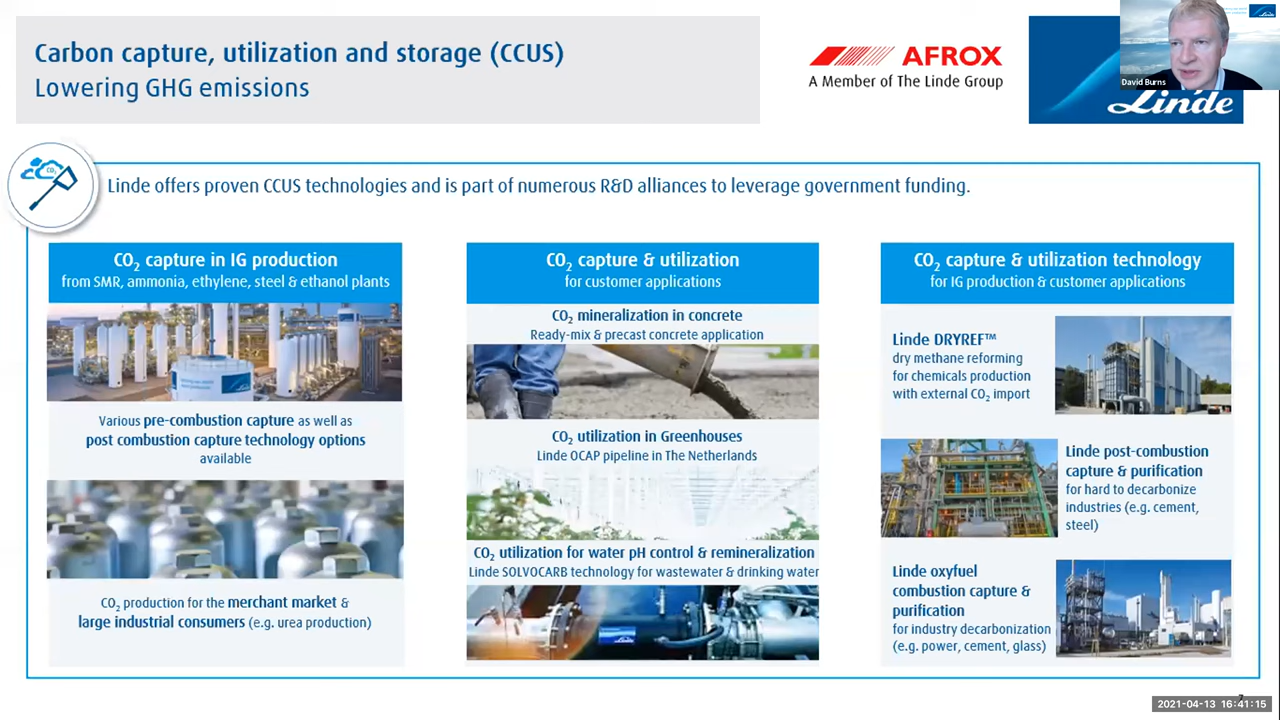 Carbon capture, utilization and storage (CCUS)
Lowering GHG emissions
AFROX
A Member of The Linde Group
David Burns
Linde
Linde
CO₂
Linde offers proven CCUS technologies and is part of numerous R&D alliances to leverage government funding.
CO₂ capture in IG production
from SMR, ammonia, ethylene, steel & ethanol plants
Various pre-combustion capture as well as
post combustion capture technology options
available
CO₂ production for the merchant market &
large industrial consumers (e.g. urea production)
CO₂ capture & utilization
for customer applications
CO₂ mineralization in concrete
Ready-mix & precast concrete application
CO₂ utilization in Greenhouses
Linde OCAP pipeline in The Netherlands
CO₂ utilization for water pH control & remineralization
Linde SOLVOCARB technology for wastewater & drinking water
CO₂ capture & utilization technology
for IG production & customer applications
Linde DRYREF™
dry methane reforming
for chemicals production
with external CO₂ import
Linde post-combustion
capture & purification
for hard to decarbonize
industries (e.g. cement,
steel)
Linde oxyfuel
combustion capture &
purification
for industry decarbonization
(e.g. power, cement, glass)
7
2021-04-13 16:41:15